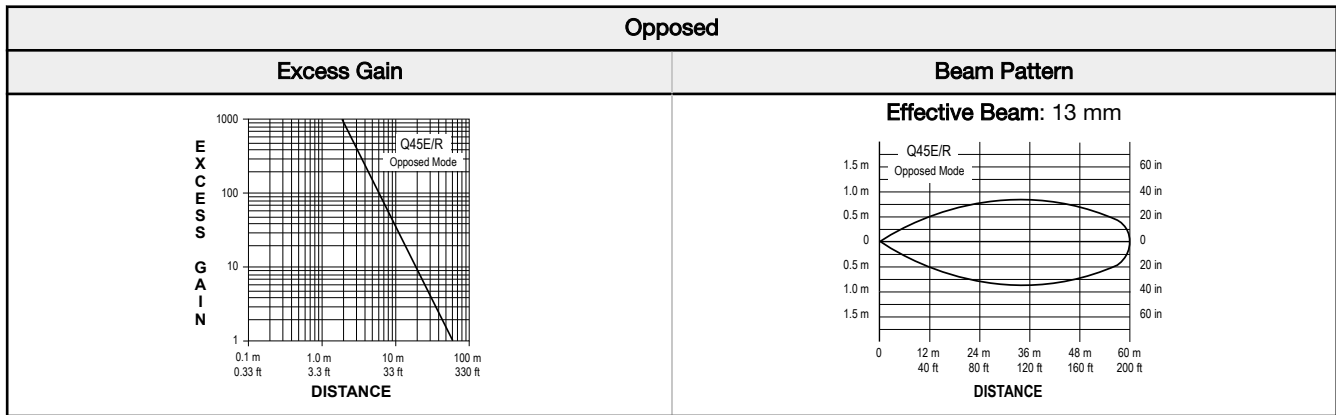 Opposed
Excess Gain
Beam Pattern
EXCESS GAIN
1000
100
10
1
Q45E/R
Opposed Mode
0.1 m 1.0 m 10 m 100 m
0.33 ft 3.3 ft 33 ft 330 ft
DISTANCE
Effective Beam: 13 mm
Q45E/R
Opposed Mode
1.5 m 60 in
1.0 m 40 in
0.5 m 20 in
0 0
0.5 m 20 in
1.0 m 40 in
1.5 m 60 in
0 12 m 24 m 36 m 48 m 60 m
40 ft 80 ft 120 ft 160 ft 200 ft
DISTANCE